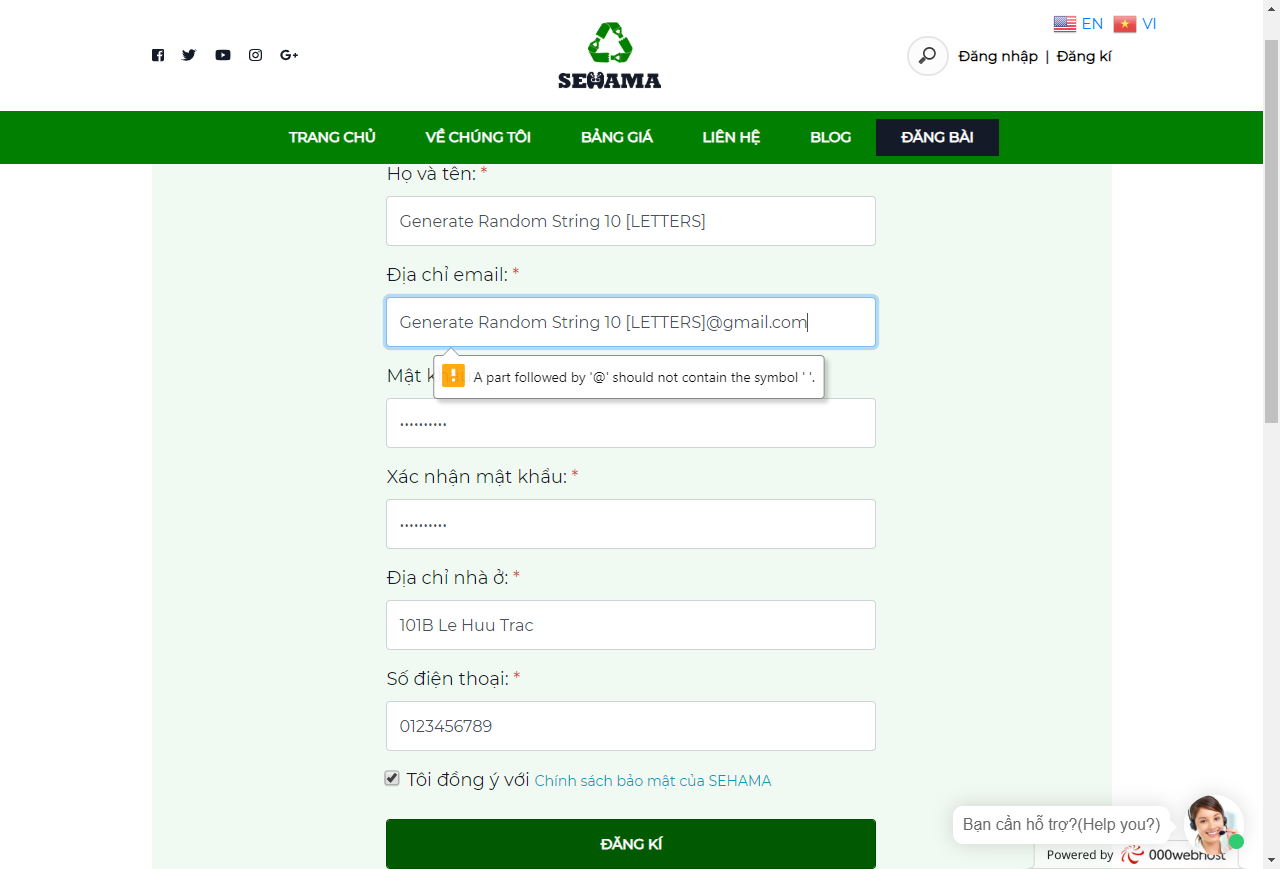 EN VI
SEHAMA
Đăng nhập | Đăng kí
TRANG CHỦ VỀ CHÚNG TÔI BẢNG GIÁ LIÊN HỆ BLOG ĐĂNG BÀI
Họ và tên: *
Generate Random String 10 [LETTERS]
Địa chỉ email: *
Generate Random String 10 [LETTERS]@gmail.com
A part followed by '@' should not contain the symbol ' '.
Mật k
••••••••••
Xác nhận mật khẩu: *
••••••••••
Địa chỉ nhà ở: *
101B Le Huu Trac
Số điện thoại: *
0123456789
Tôi đồng ý với Chính sách bảo mật của SEHAMA
ĐĂNG KÍ
Bạn cần hỗ trợ?(Help you?)
Powered by 000webhost